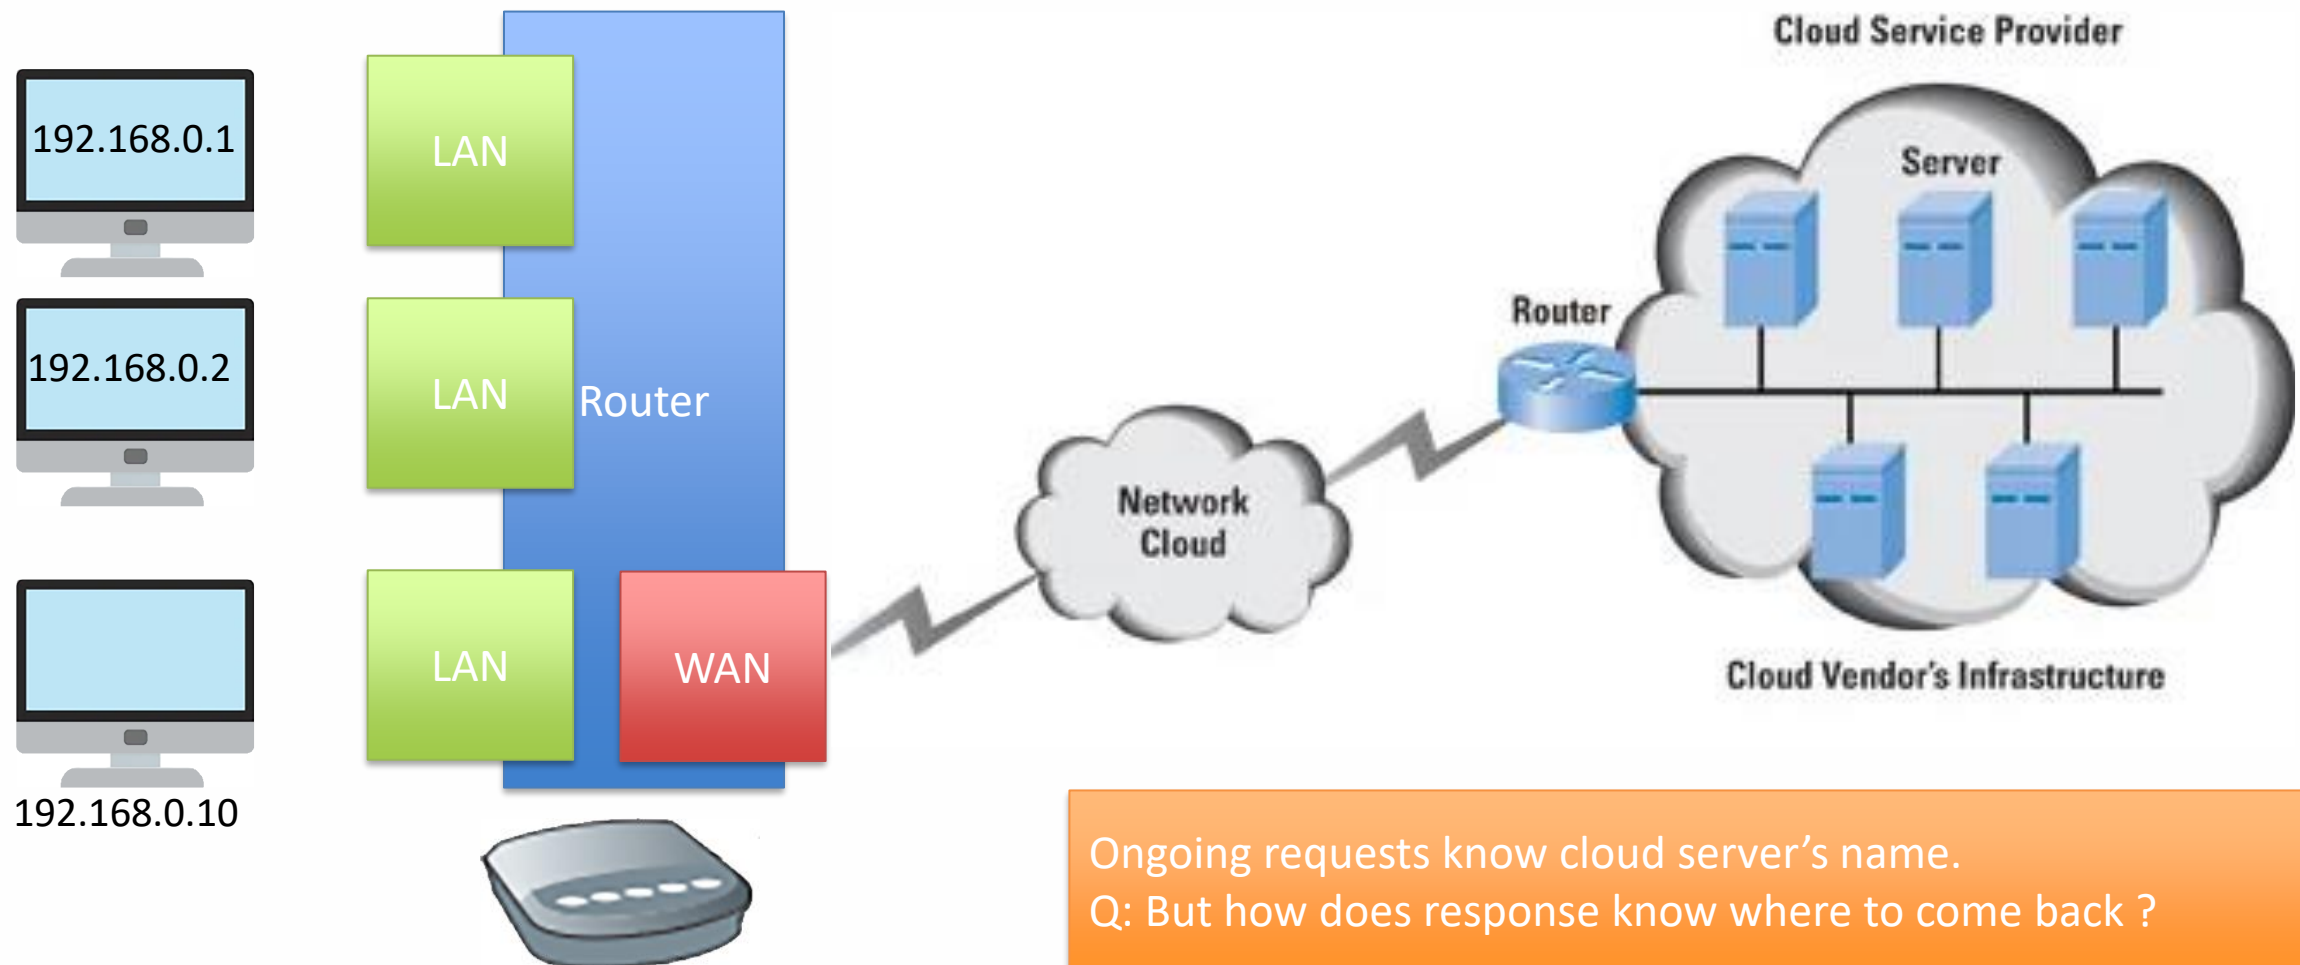 192.168.0.1
LAN
192.168.0.2
LAN
Router
192.168.0.10
LAN
WAN
Network
Cloud
Router
Cloud Service Provider
Server
Cloud Vendor's Infrastructure
Ongoing requests know cloud server’s name.
Q: But how does response know where to come back ?